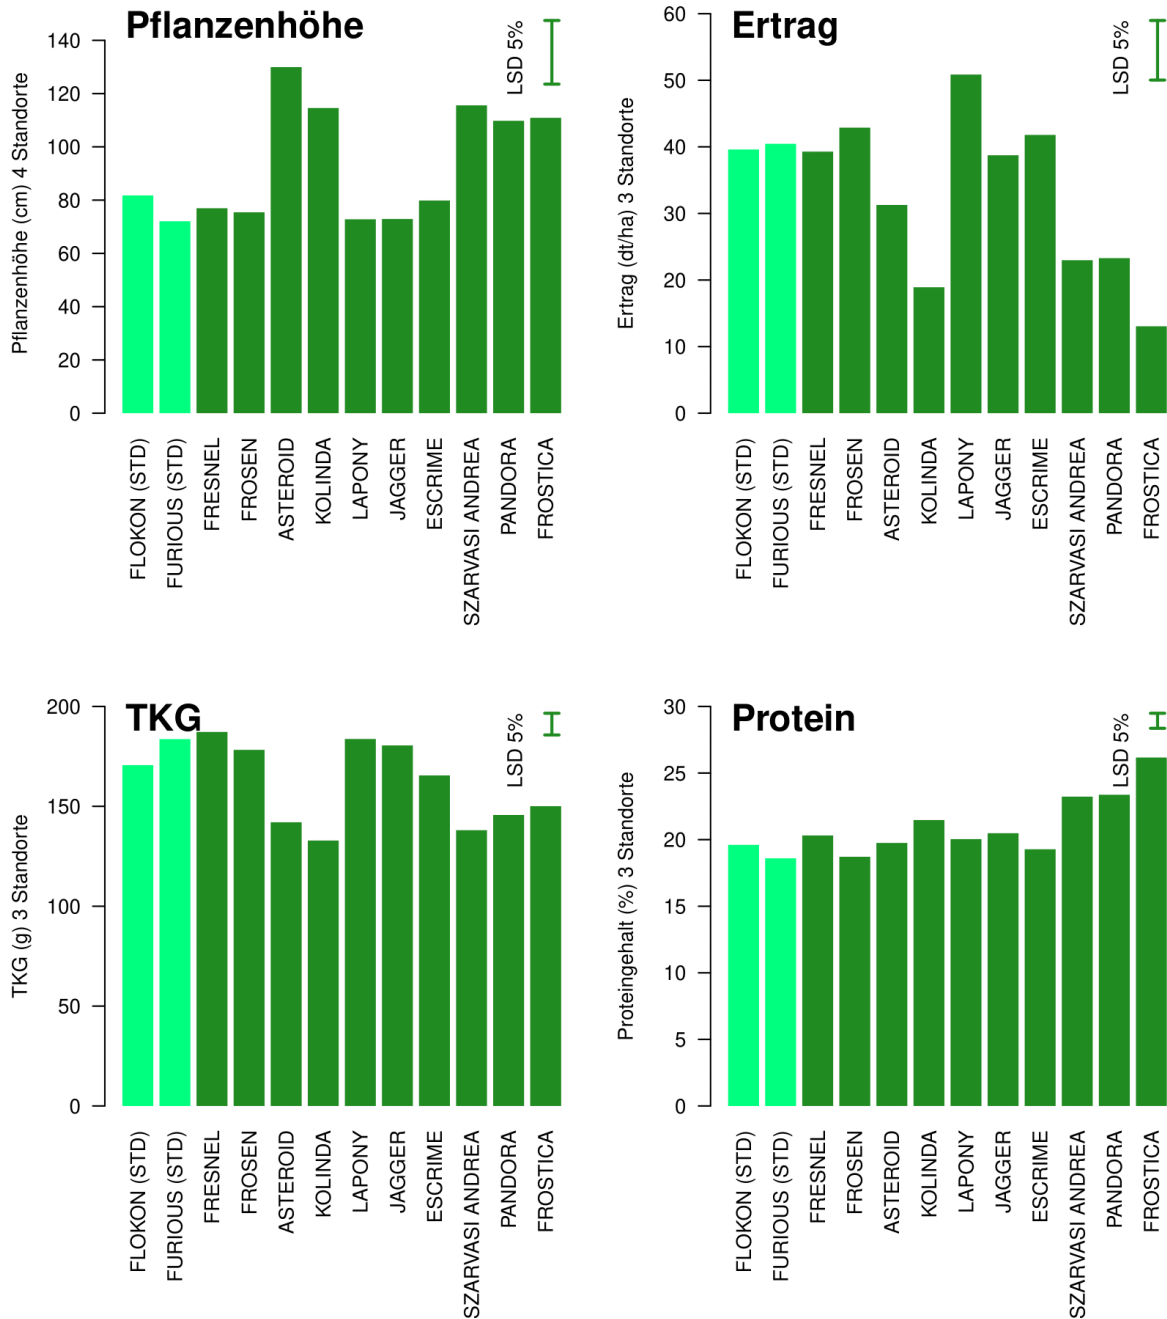 Pflanzenhöhe
LSD 5%
Pflanzenhöhe (cm) 4 Standorte
140
120
100
80
60
40
20
0
FLOKON (STD)
FURIOUS (STD)
FRESNEL
FROSEN
ASTEROID
KOLINDA
LAPONY
JAGGER
ESCRIME
SZARVASI ANDREA
PANDORA
FROSTICA
Ertrag
LSD 5%
Ertrag (dt/ha) 3 Standorte
60
50
40
30
20
10
0
FLOKON (STD)
FURIOUS (STD)
FRESNEL
FROSEN
ASTEROID
KOLINDA
LAPONY
JAGGER
ESCRIME
SZARVASI ANDREA
PANDORA
FROSTICA
TKG
LSD 5%
TKG (g) 3 Standorte
200
150
100
50
0
FLOKON (STD)
FURIOUS (STD)
FRESNEL
FROSEN
ASTEROID
KOLINDA
LAPONY
JAGGER
ESCRIME
SZARVASI ANDREA
PANDORA
FROSTICA
Protein
LSD 5%
Proteingehalt (%) 3 Standorte
30
25
20
15
10
5
0
FLOKON (STD)
FURIOUS (STD)
FRESNEL
FROSEN
ASTEROID
KOLINDA
LAPONY
JAGGER
ESCRIME
SZARVASI ANDREA
PANDORA
FROSTICA